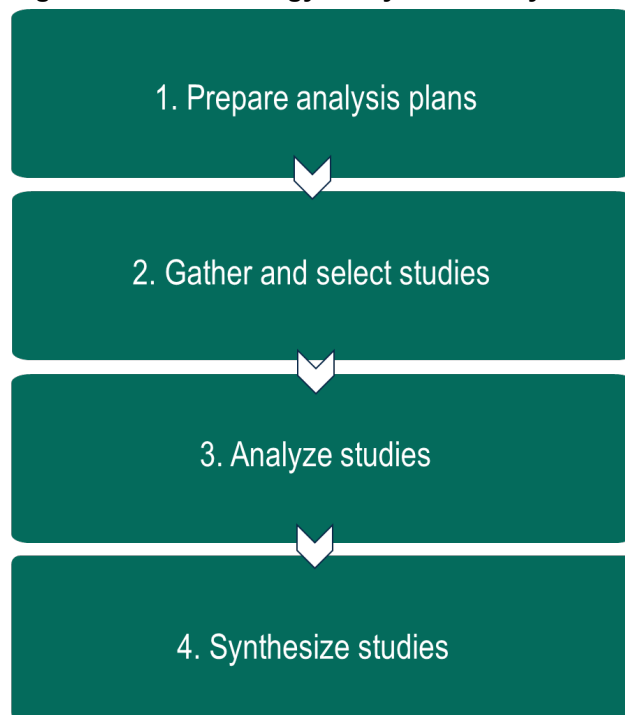 1. Prepare analysis plans
2. Gather and select studies
3. Analyze studies
4. Synthesize studies